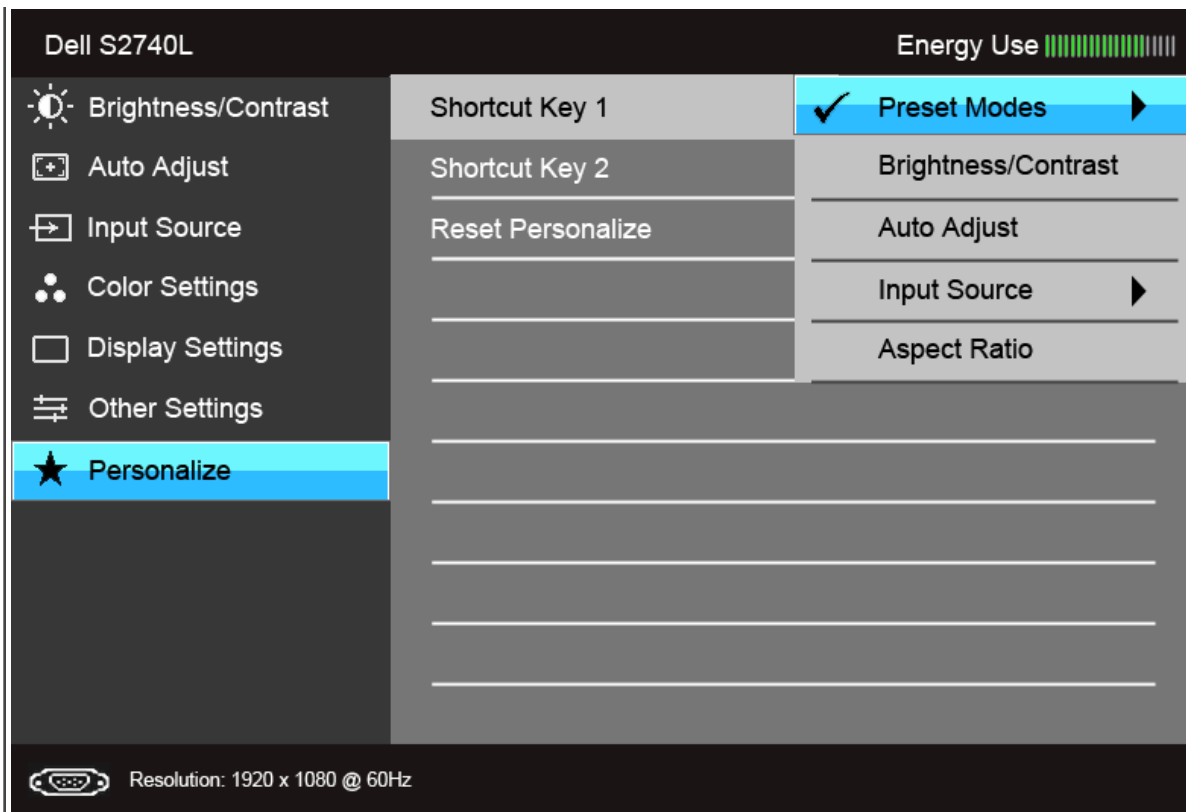 Dell S2740L
Energy Use
Brightness/Contrast
Auto Adjust
Input Source
Color Settings
Display Settings
Other Settings
Personalize
Shortcut Key 1
Shortcut Key 2
Reset Personalize
Preset Modes
Brightness/Contrast
Auto Adjust
Input Source
Aspect Ratio
Resolution: 1920 x 1080 @ 60Hz